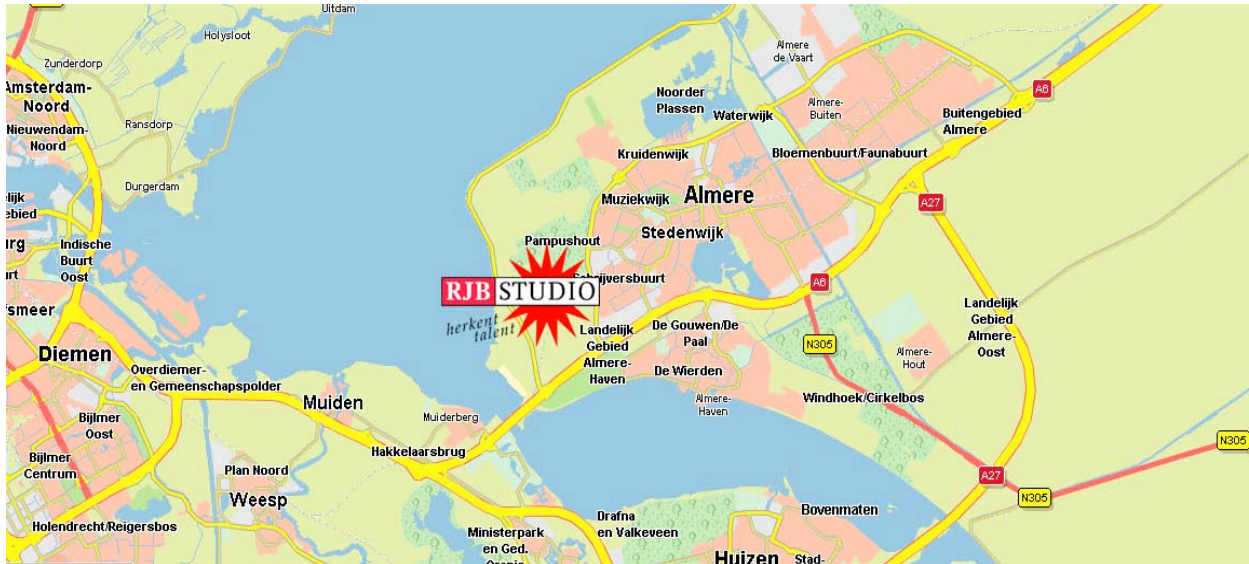 Uitdam
Holysloot
Zunderdorp
Amsterdam-
Noord
Ransdorp
Nieuwendam-
Noord
Durgerdam
Indische
Buurt
Oost
Diemen
Overdiemer-
en Gemeenschapspolder
Muiden
Bijlmer
Oost
Bijlmer
Centrum
Muiderberg
Hakkelaarsbrug
Plan Noord
Weesp
Holendrecht/Reigersbos
Ministerpark
en Ged.
Drafna
en Valkeveen
Huizen
Stad-
Bovenmaten
Almere
de Vaart
Noorder
Plassen
Waterwijk
Almere-
Buiten
Buitengebied
Almere
A6
Kruidenwijk
Bloemenbuurt/Faunabuurt
Muziekwijk
Almere
A27
Stedenwijk
Pampushout
Schrijversbuurt
RJB STUDIO
herkent
talent
A6
Landelijk
Gebied
Almere-
Haven
De Gouwen/De
Paal
De Wierden
Almere-
Haven
N305
Almere-
Hout
Landelijk
Gebied
Almere-
Oost
Windhoek/Cirkelbos
N305
A27
N305